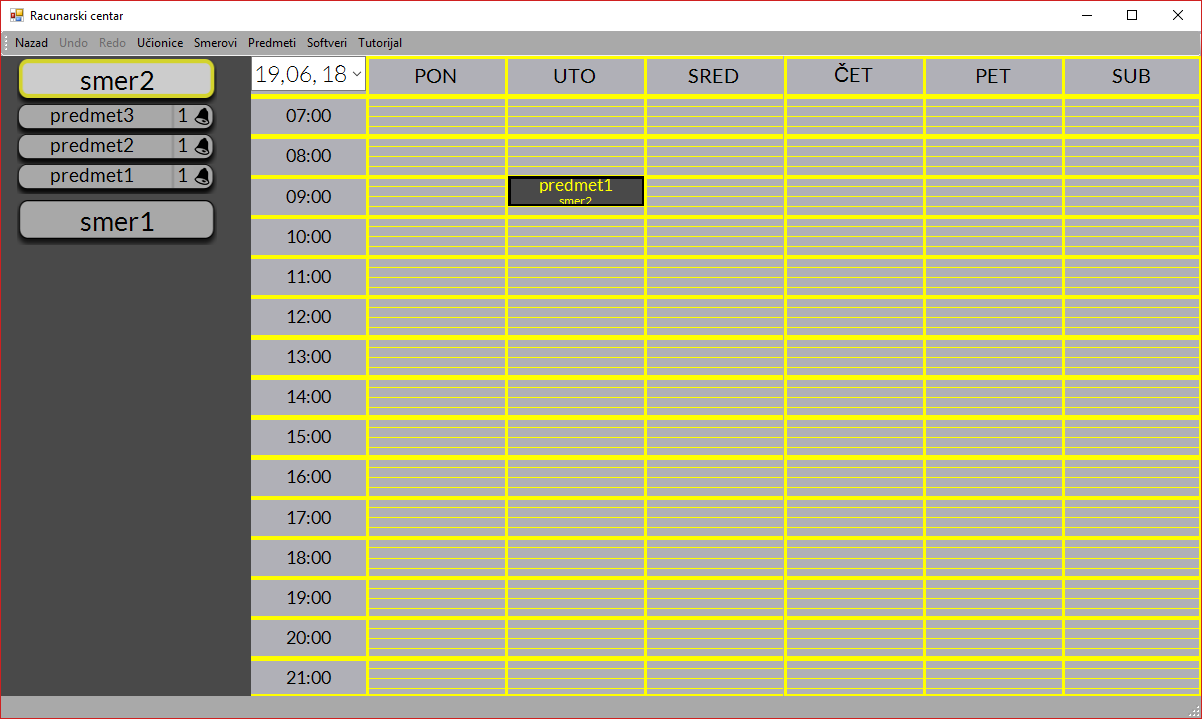 Racunarski centar
Nazad Undo Redo Učionice Smerovi Predmeti Softveri Tutorijal
smer2
predmet3 1
predmet2 1
predmet1 1
smer1
19,06, 18 PON UTO SRED ČET PET SUB
07:00
08:00
09:00
predmet1
smer2
10:00
11:00
12:00
13:00
14:00
15:00
16:00
17:00
18:00
19:00
20:00
21:00